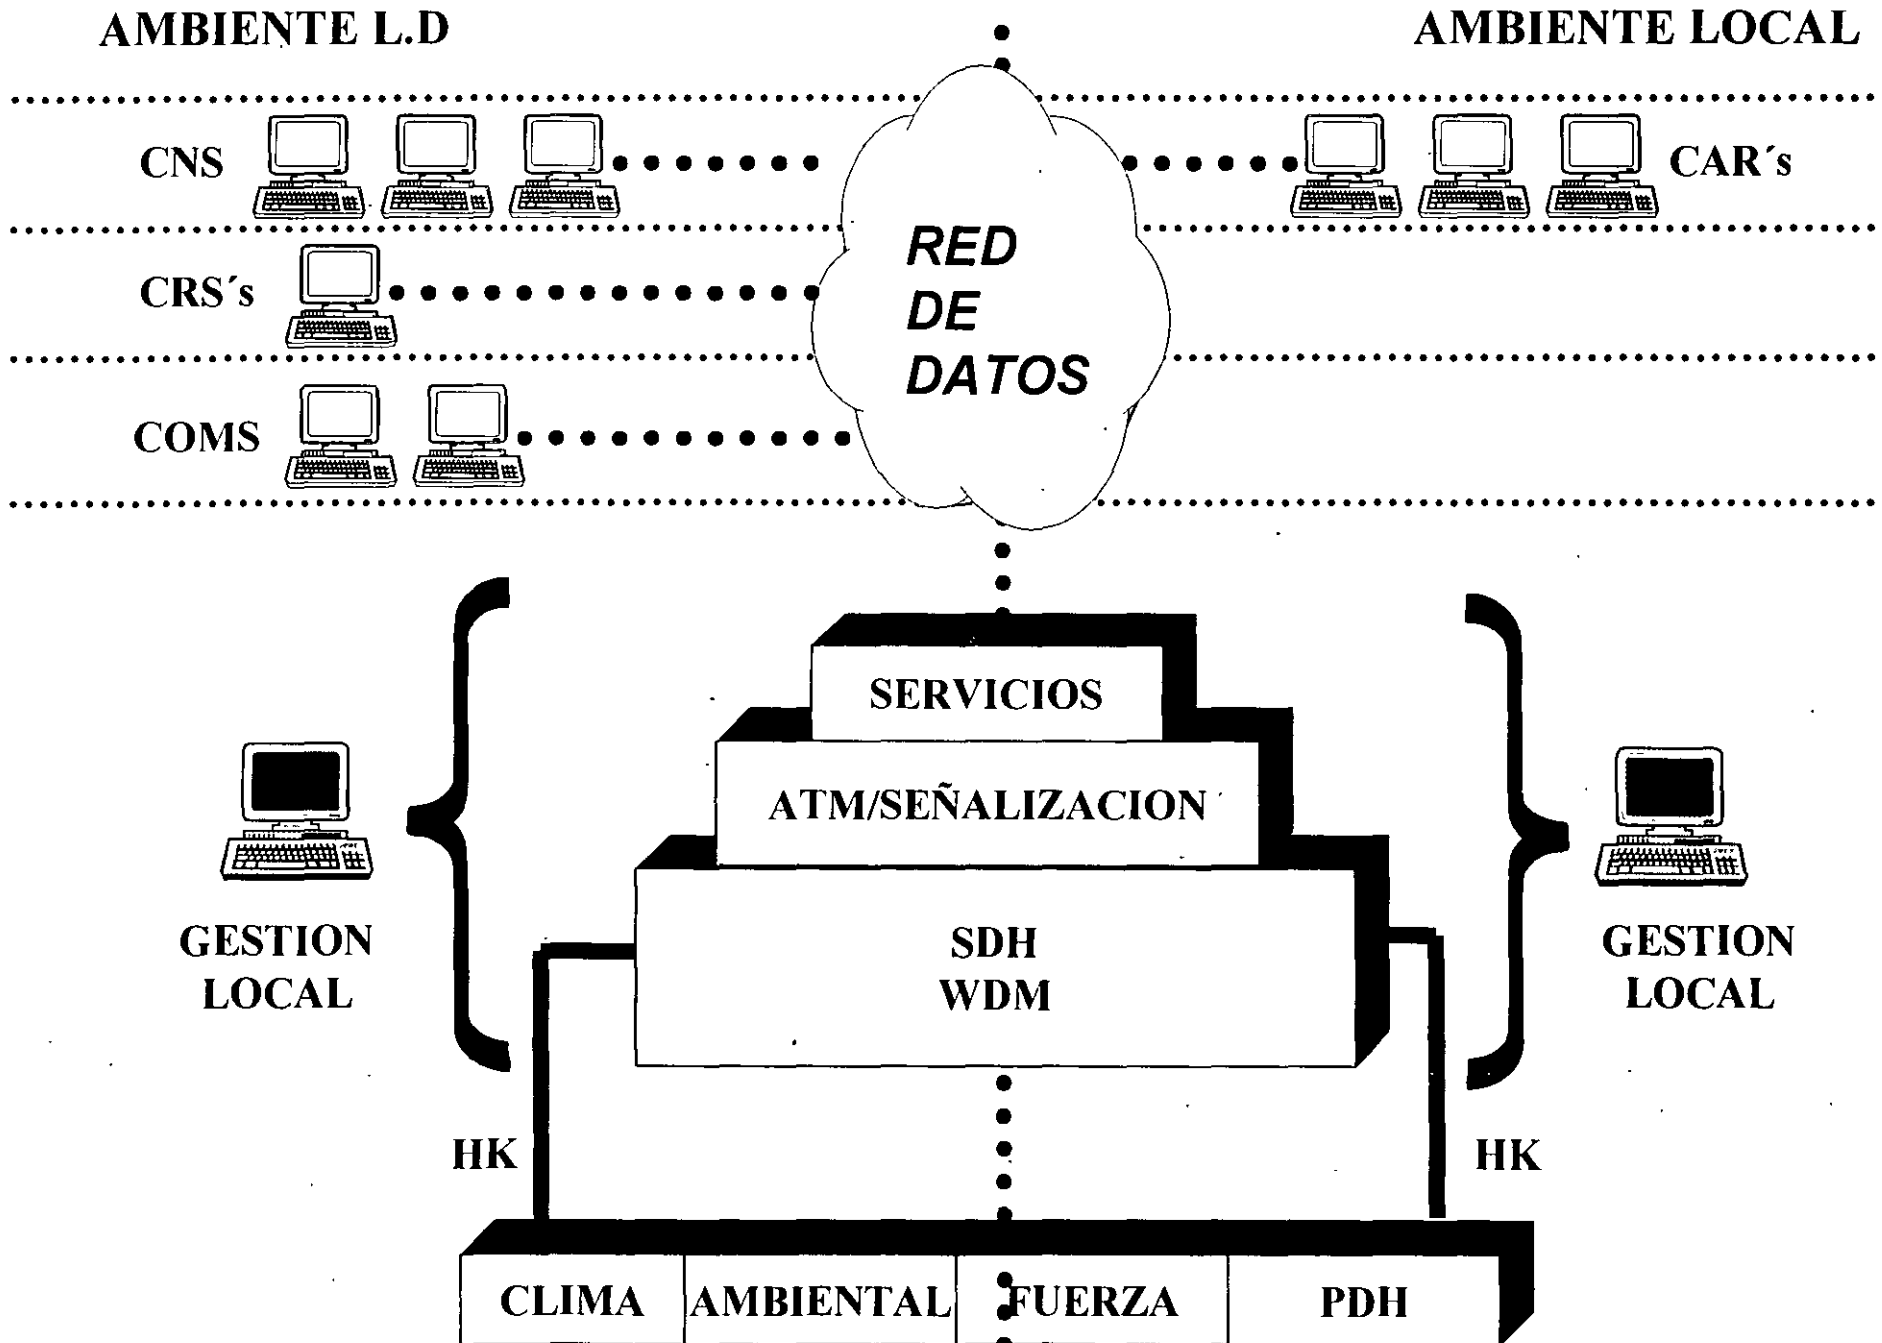 AMBIENTE L.D
AMBIENTE LOCAL
CNS
CAR´s
RED
DE
DATOS
CRS´s
COMS
SERVICIOS
ATM/SEÑALIZACION
SDH
WDM
GESTION
LOCAL
GESTION
LOCAL
HK
HK
CLIMA
AMBIENTAL
FUERZA
PDH